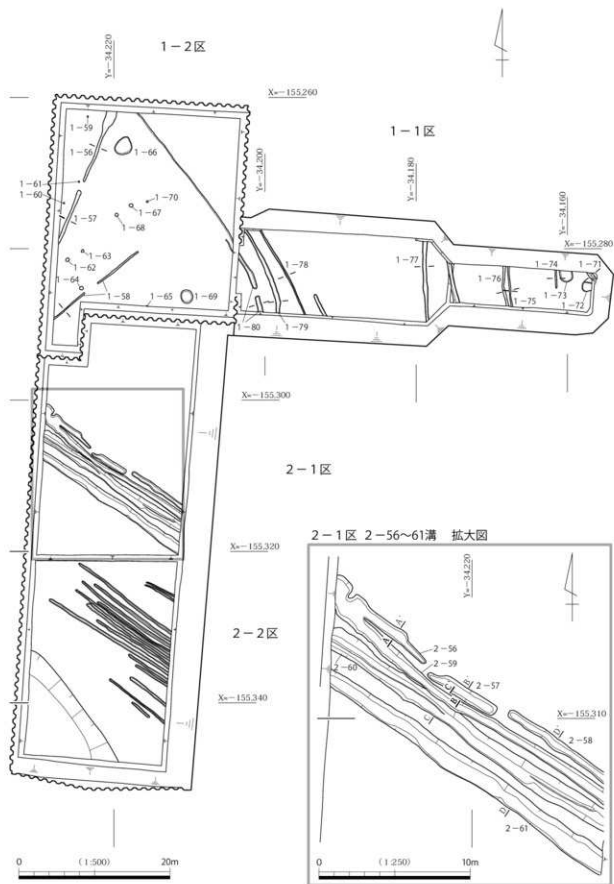 1-2区
Y=-34,220
X=-155,260
1-1区
1-59
1-56
1-66
1-61
1-60
1-70
1-67
1-57
1-68
1-63
1-62
1-64
1-58
1-65
1-69
Y=-34,200
Y=-34,180
Y=-34,160
X=-155,280
1-78
1-77
1-74
1-71
1-76
1-73
1-72
1-75
1-80
1-79
X=-155,300
2-1区
X=-155,320
2-2区
X=-155,340
0 (1:500) 20m
2-1区 2-56~61溝 拡大図
Y=-34,220
A'
A
2-56
2-59
2-60
B'
C'
2-57
B
C
X=-155,310
D'
2-58
D
2-61
0 (1:250) 10m